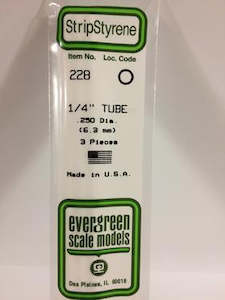 StripStyrene
Item No. Loc. Code
228
1/4" TUBE
.250 Dia.
(6.3 mm)
3 Pieces
Made in U.S.A.
evergreen
scale models
Des Plaines, IL 60018